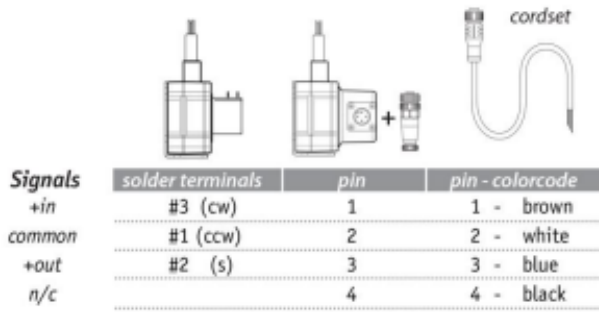 cordset
+
Signals solder terminals pin pin - colorcode
+in #3 (cw) 1 1 - brown
common #1 (ccw) 2 2 - white
+out #2 (s) 3 3 - blue
n/c 4 4 - black